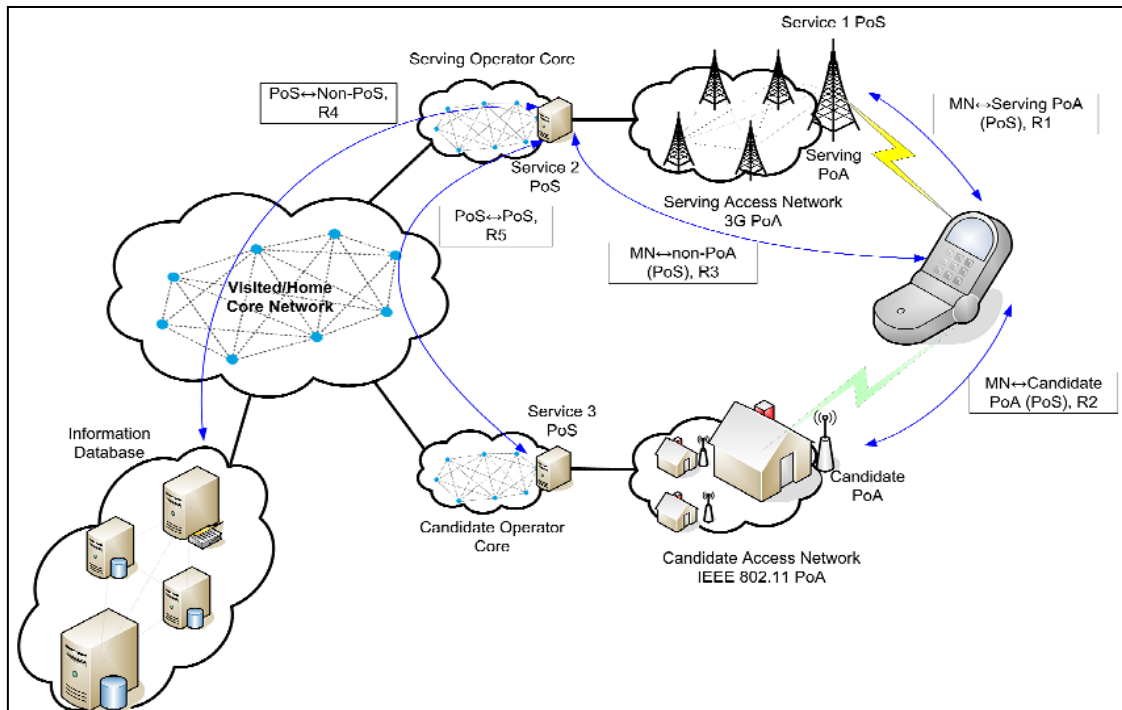 Service 1 PoS
Serving Operator Core
PoS↔Non-PoS,
R4
MN↔Serving PoA
(PoS), R1
Serving
PoA
Service 2
PoS
Serving Access Network
3G PoA
PoS↔PoS,
R5
MN↔non-PoA
(PoS), R3
Visited/Home
Core Network
MN↔Candidate
PoA (PoS), R2
Service 3
PoS
Information
Database
Candidate
PoA
Candidate Operator
Core
Candidate Access Network
IEEE 802.11 PoA